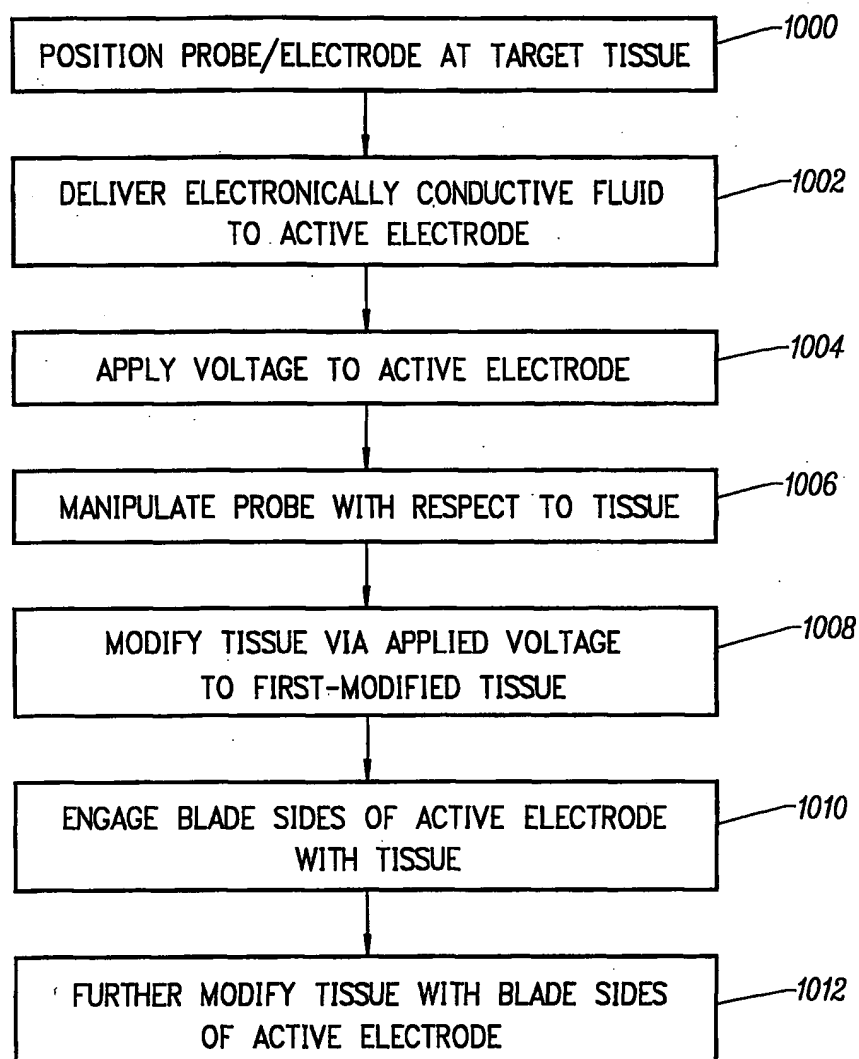 POSITION PROBE/ELECTRODE AT TARGET TISSUE
1000
DELIVER ELECTRONICALLY CONDUCTIVE FLUID
TO ACTIVE ELECTRODE
1002
APPLY VOLTAGE TO ACTIVE ELECTRODE
1004
MANIPULATE PROBE WITH RESPECT TO TISSUE
1006
MODIFY TISSUE VIA APPLIED VOLTAGE
TO FIRST-MODIFIED TISSUE
1008
ENGAGE BLADE SIDES OF ACTIVE ELECTRODE
WITH TISSUE
1010
FURTHER MODIFY TISSUE WITH BLADE SIDES
OF ACTIVE ELECTRODE
1012